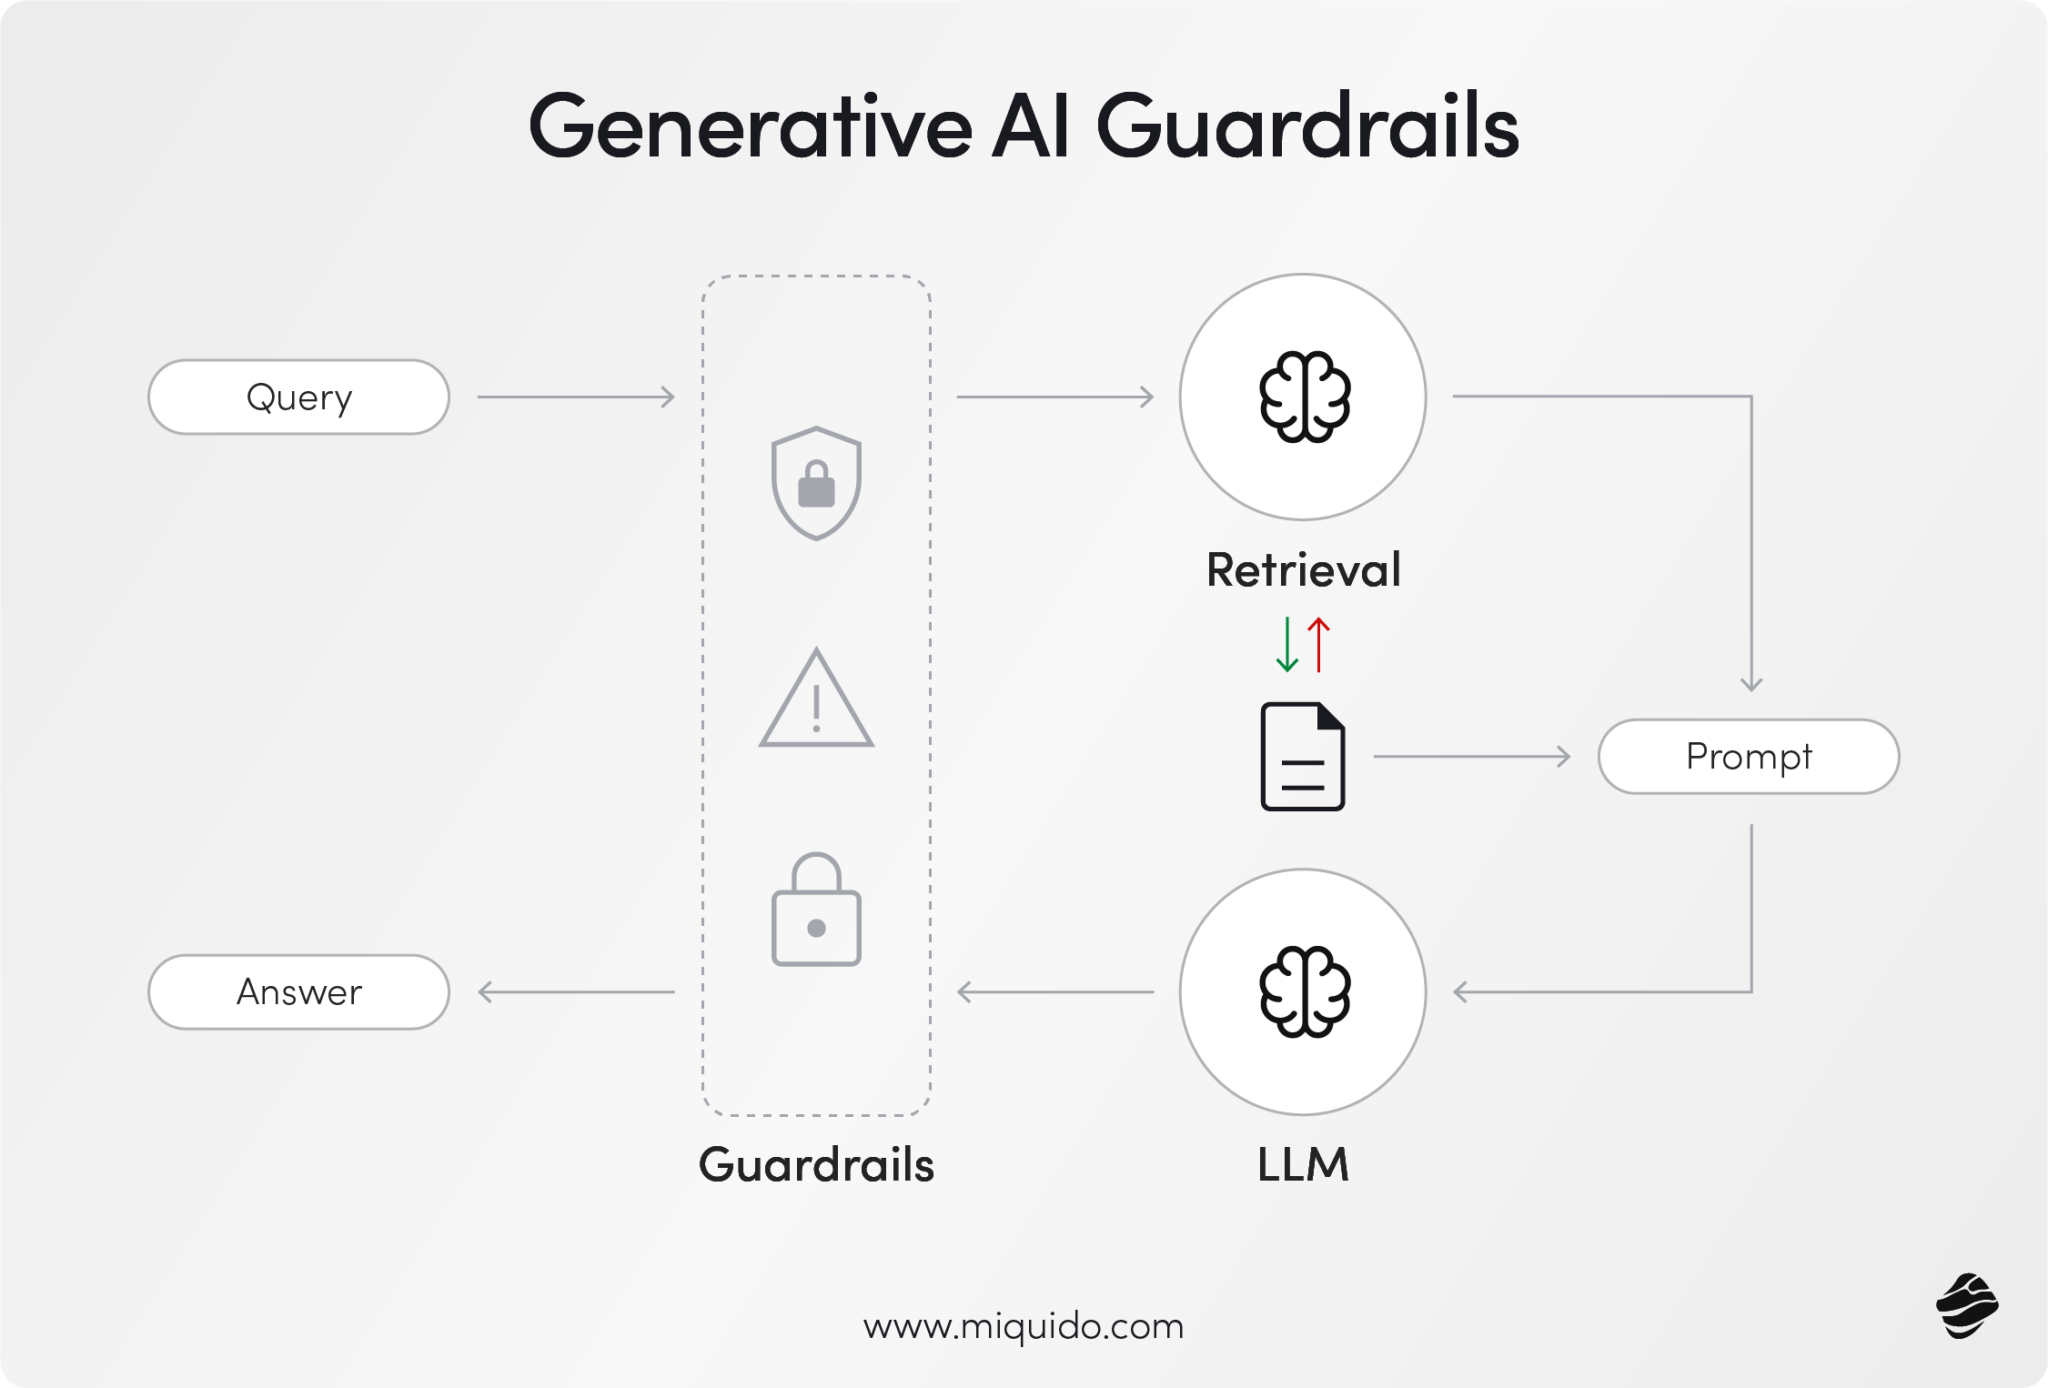 Generative AI Guardrails
Query
Retrieval
Prompt
Answer
Guardrails
LLM
www.miquido.com